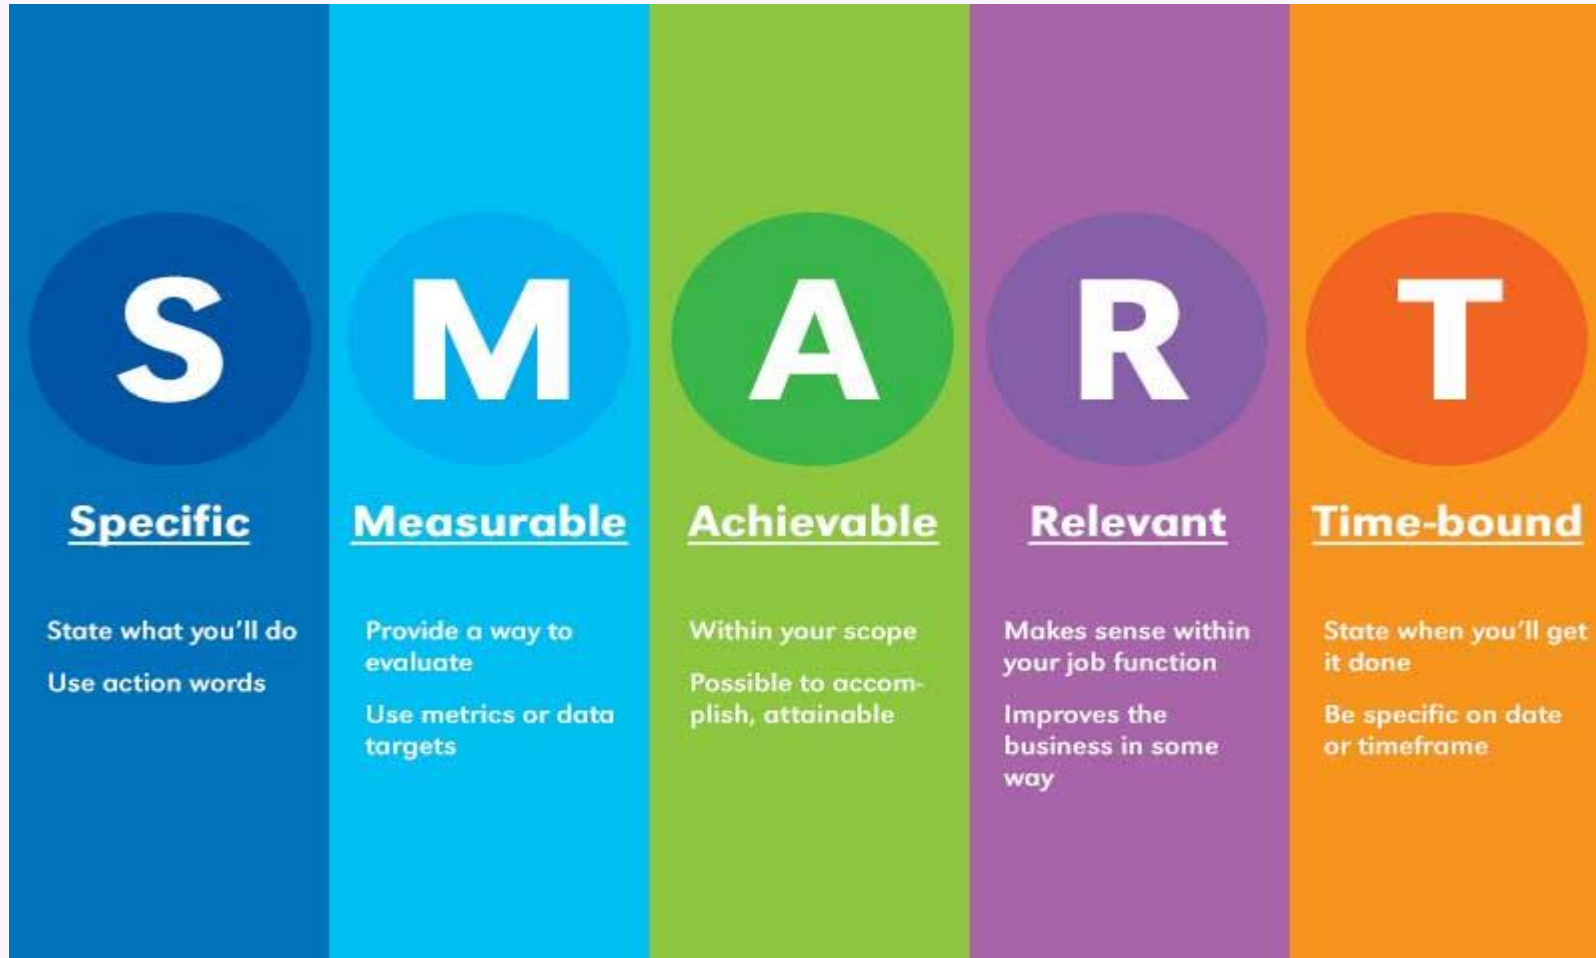 S
Specific
State what you'll do
Use action words
M
Measurable
Provide a way to
evaluate
Use metrics or data
targets
A
Achievable
Within your scope
Possible to accom-
plish, attainable
R
Relevant
Makes sense within
your job function
Improves the
business in some
way
T
Time-bound
State when you'll get
it done
Be specific on date
or timeframe